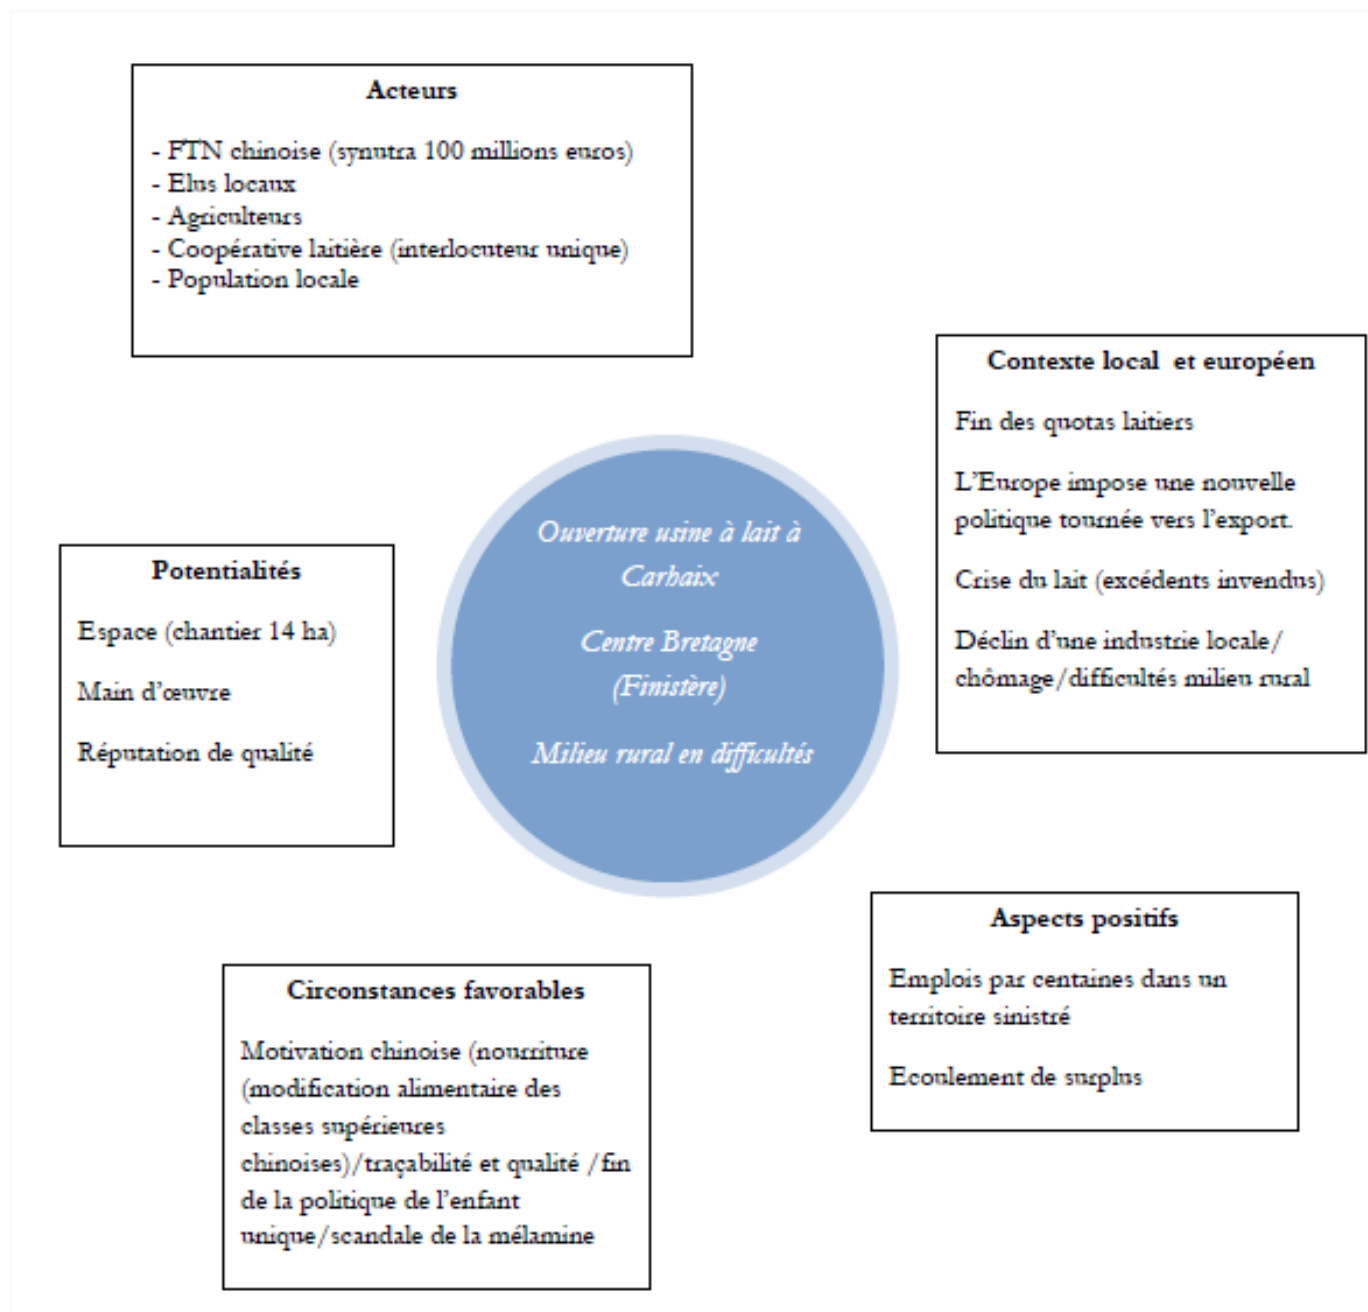 Acteurs
- FTN chinoise (synutra 100 millions euros)
- Elus locaux
- Agriculteurs
- Coopérative laitière (interlocuteur unique)
- Population locale
Contexte local et européen
Fin des quotas laitiers
L'Europe impose une nouvelle
politique tournée vers l'export.
Crise du lait (excédents invendus)
Déclin d'une industrie locale/
chômage/difficultés milieu rural
Ouverture usine à lait à
Carhaix
Centre Bretagne
(Finistère)
Milieu rural en difficultés
Potentialités
Espace (chantier 14 ha)
Main d'œuvre
Réputation de qualité
Aspects positifs
Emplois par centaines dans un
territoire sinistré
Ecoulement de surplus
Circonstances favorables
Motivation chinoise (nourriture
(modification alimentaire des
classes supérieures
chinoises)/traçabilité et qualité /fin
de la politique de l'enfant
unique/scandale de la mélamine